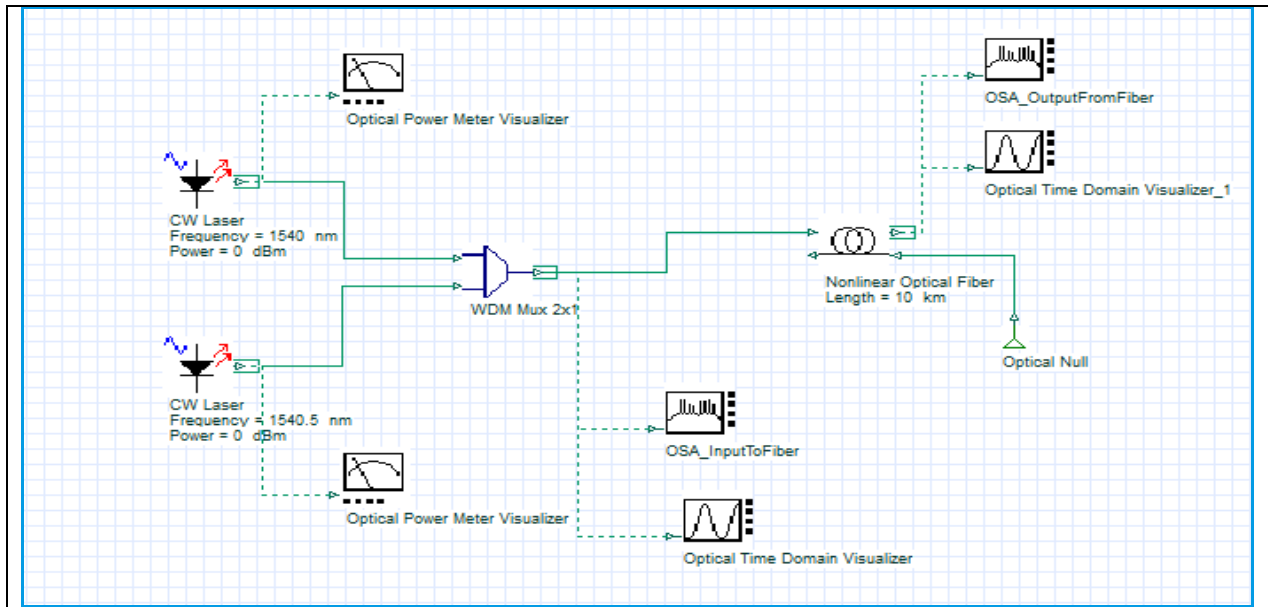 OSA_OutputFromFiber
Optical Power Meter Visualizer
Optical Time Domain Visualizer_1
CW Laser
Frequency = 1540 nm
Power = 0 dBm
Nonlinear Optical Fiber
Length = 10 km
WDM Mux 2x1
Optical Null
CW Laser
Frequency = 1540.5 nm
Power = 0 dBm
OSA_InputToFiber
Optical Power Meter Visualizer
Optical Time Domain Visualizer